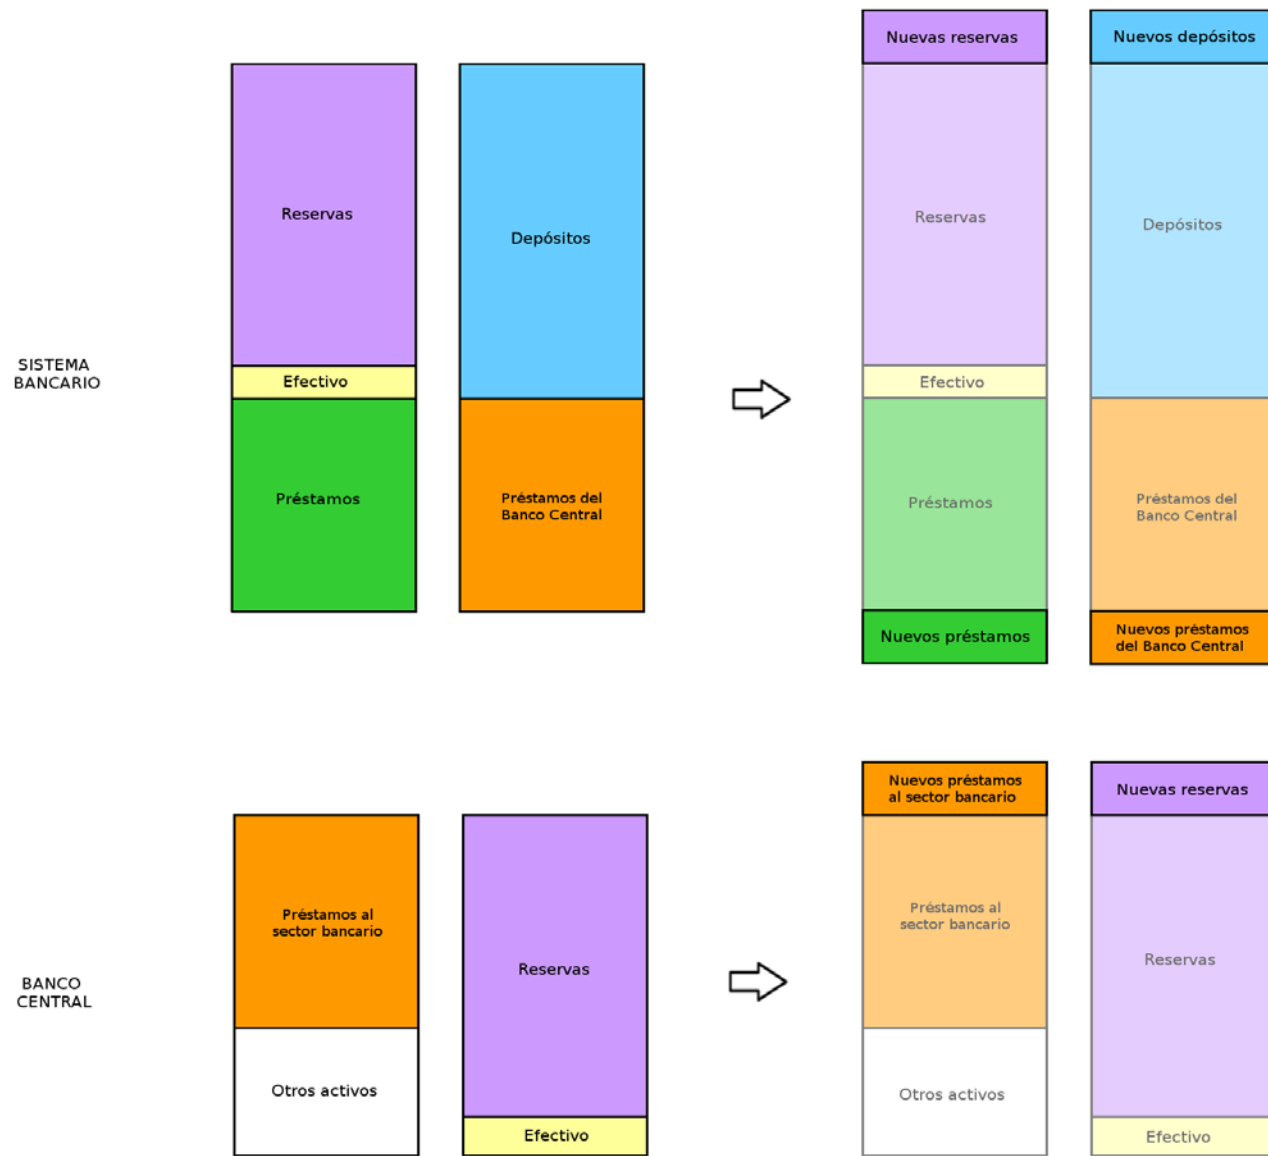 Nuevas reservas
Nuevos depósitos
Reservas
Depósitos
Reservas
Depósitos
SISTEMA
BANCARIO
Efectivo
Efectivo
Préstamos
Préstamos del
Banco Central
Préstamos
Préstamos del
Banco Central
Nuevos préstamos
Nuevos préstamos
del Banco Central
Nuevos préstamos
al sector bancario
Nuevas reservas
Préstamos al
sector bancario
Reservas
Préstamos al
sector bancario
Reservas
BANCO
CENTRAL
Otros activos
Efectivo
Otros activos
Efectivo